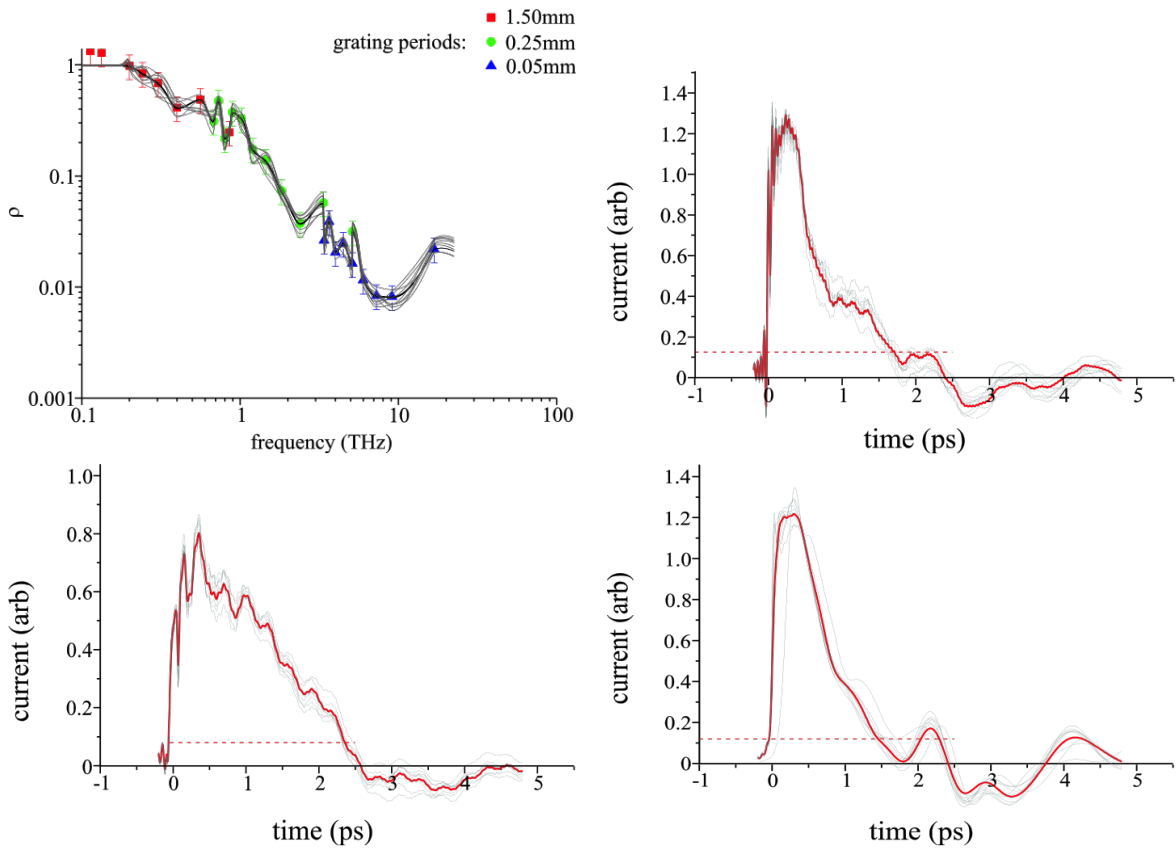 1.50mm
grating periods: 0.25mm
0.05mm
ρ
1
0.1
0.01
0.001
0.1 1 10 100
frequency (THz)
current (arb)
1.4
1.2
1.0
0.8
0.6
0.4
0.2
0
-1 0 1 2 3 4 5
time (ps)
current (arb)
1.0
0.8
0.6
0.4
0.2
0
-1 0 1 2 3 4 5
time (ps)
current (arb)
1.4
1.2
1.0
0.8
0.6
0.4
0.2
0
-1 0 1 2 3 4 5
time (ps)